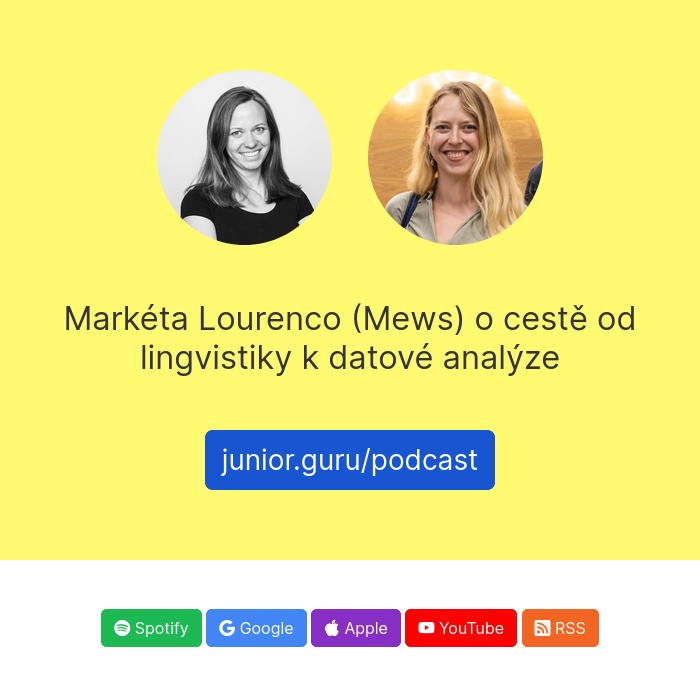 Markéta Lourenco (Mews) o cestě od
lingvistiky k datové analýze
junior.guru/podcast
Spotify Google Apple YouTube RSS